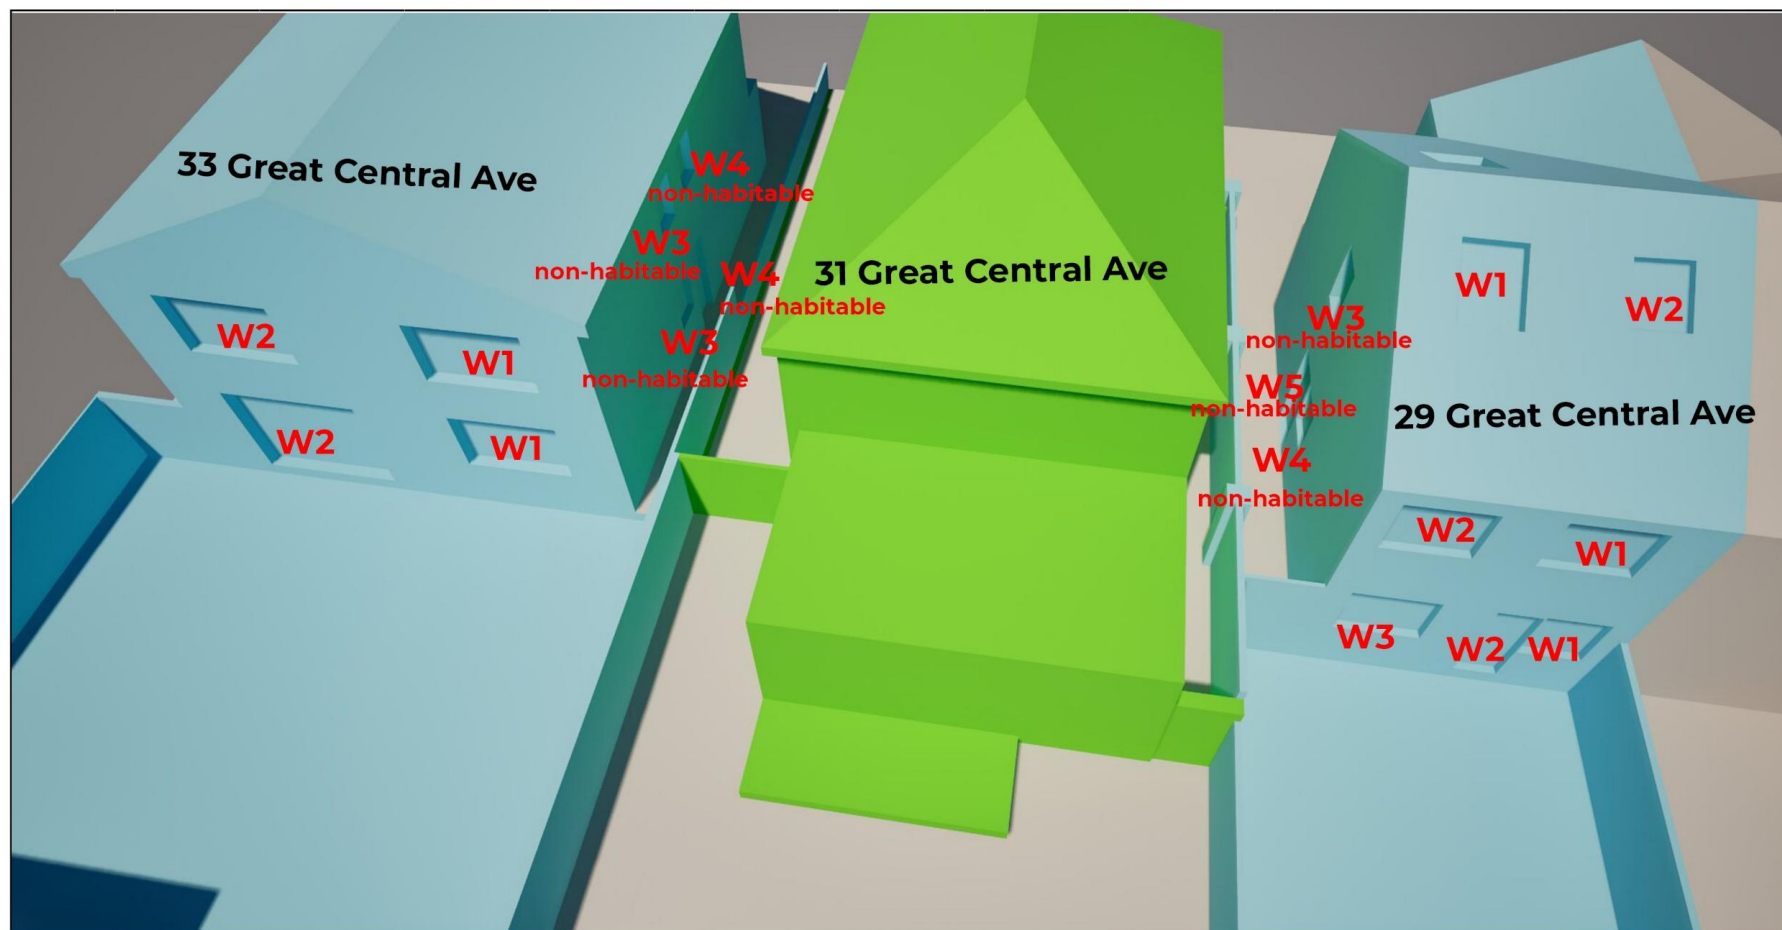 33 Great Central Ave
W4
non-habitable
W3
non-habitable
W4
non-habitable
W3
non-habitable
W2
W1
W2
W1
31 Great Central Ave
W1
W2
W3
non-habitable
W5
non-habitable
W4
non-habitable
29 Great Central Ave
W2
W1
W3
W2
W1